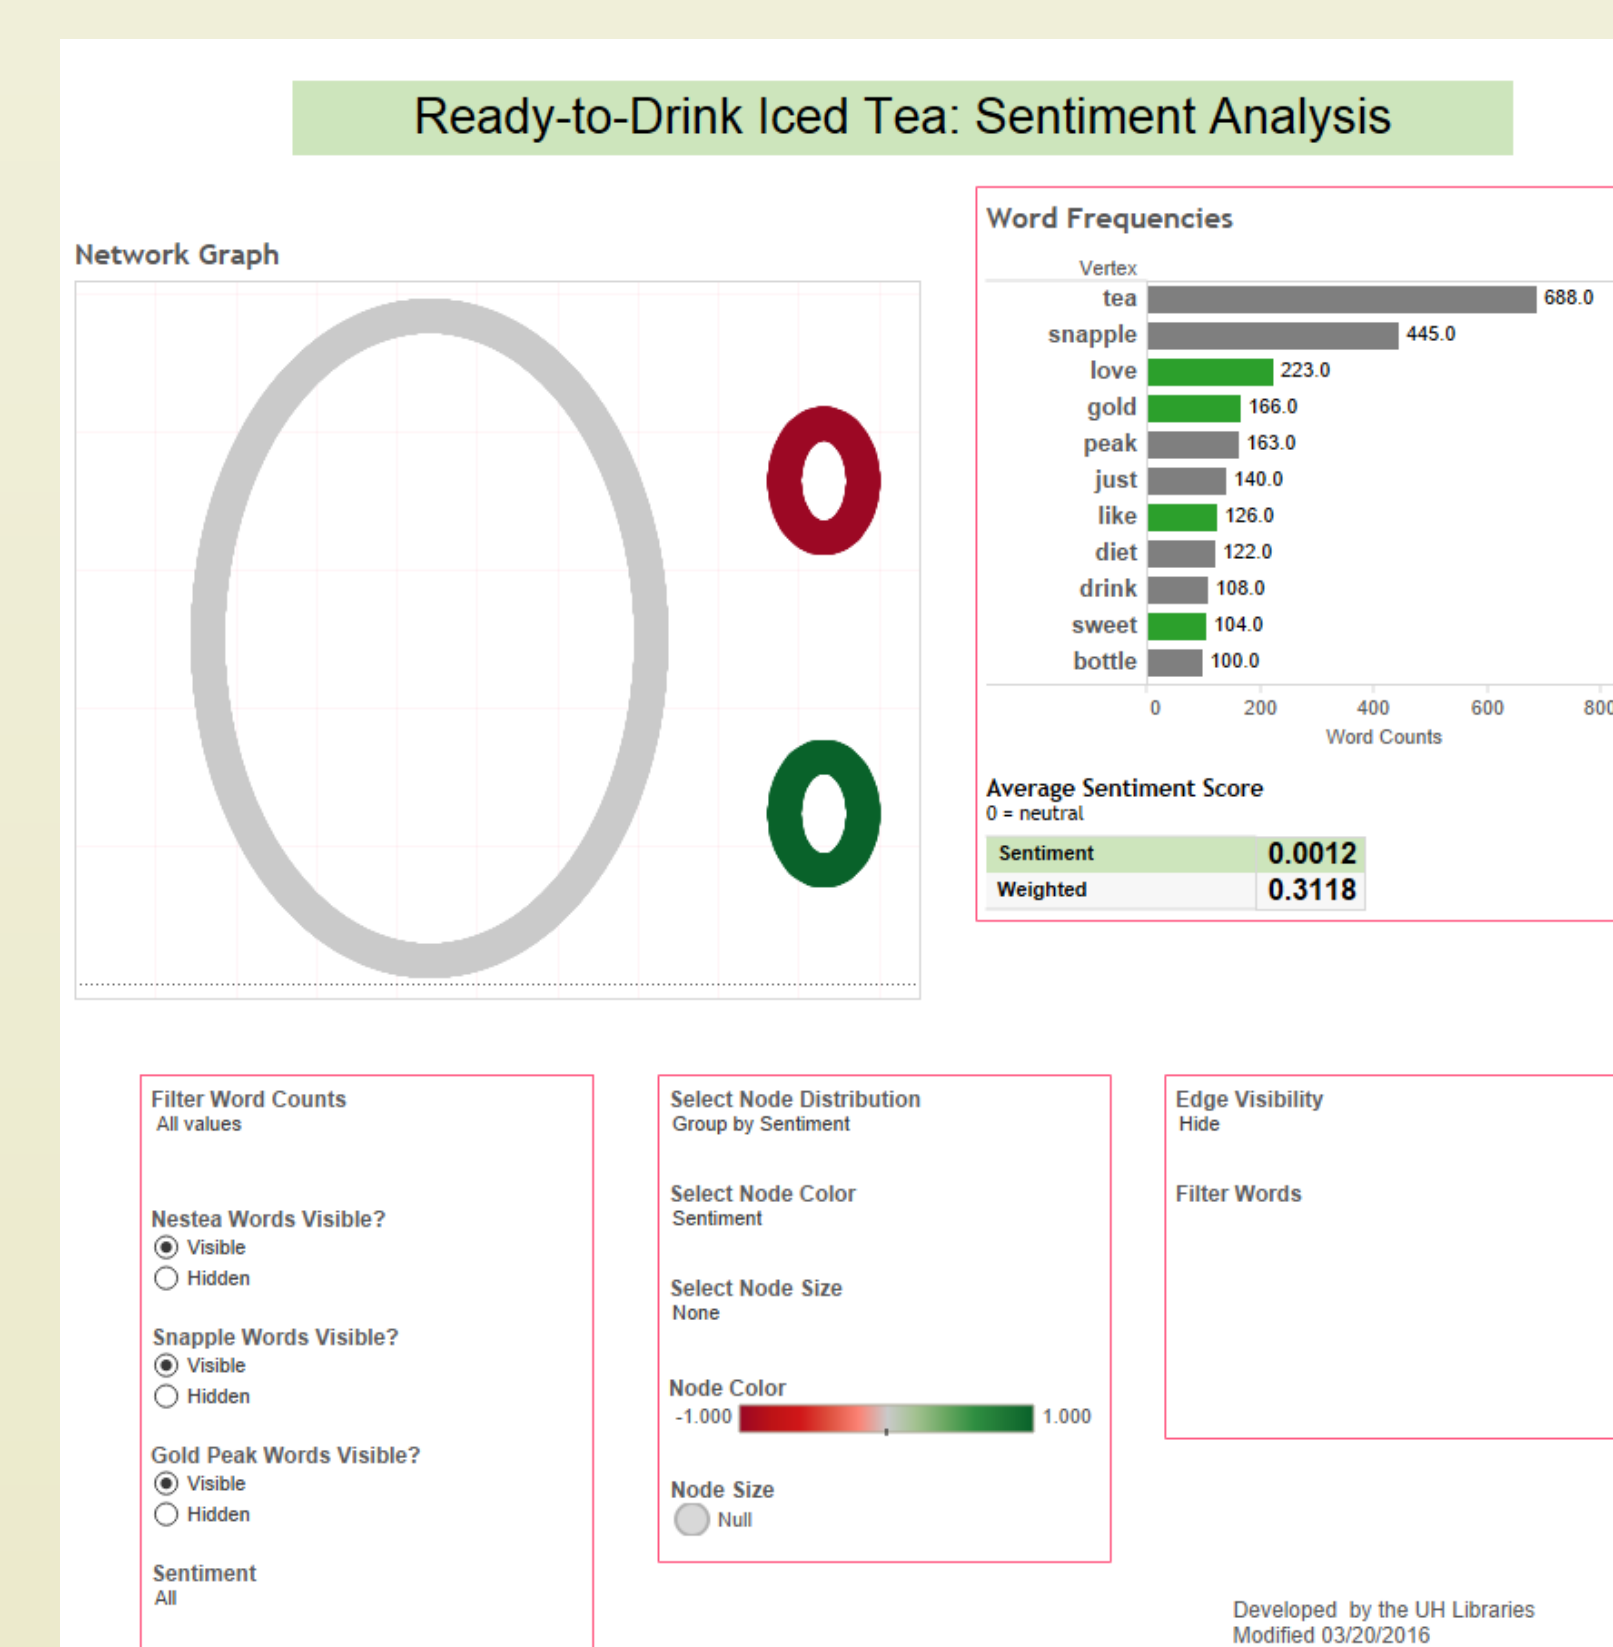 Ready-to-Drink Iced Tea: Sentiment Analysis
Network Graph
Word Frequencies
Vertex
tea 688.0
snapple 445.0
love 223.0
gold 166.0
peak 163.0
just 140.0
like 126.0
diet 122.0
drink 108.0
sweet 104.0
bottle 100.0
0 200 400 600 800
Word Counts
Average Sentiment Score
0 = neutral
Sentiment 0.0012
Weighted 0.3118
Filter Word Counts
All values
Nestea Words Visible?
Visible
Hidden
Snapple Words Visible?
Visible
Hidden
Gold Peak Words Visible?
Visible
Hidden
Sentiment
All
Select Node Distribution
Group by Sentiment
Select Node Color
Sentiment
Select Node Size
None
Node Color
-1.000 1.000
Node Size
Null
Edge Visibility
Hide
Filter Words
Developed by the UH Libraries
Modified 03/20/2016